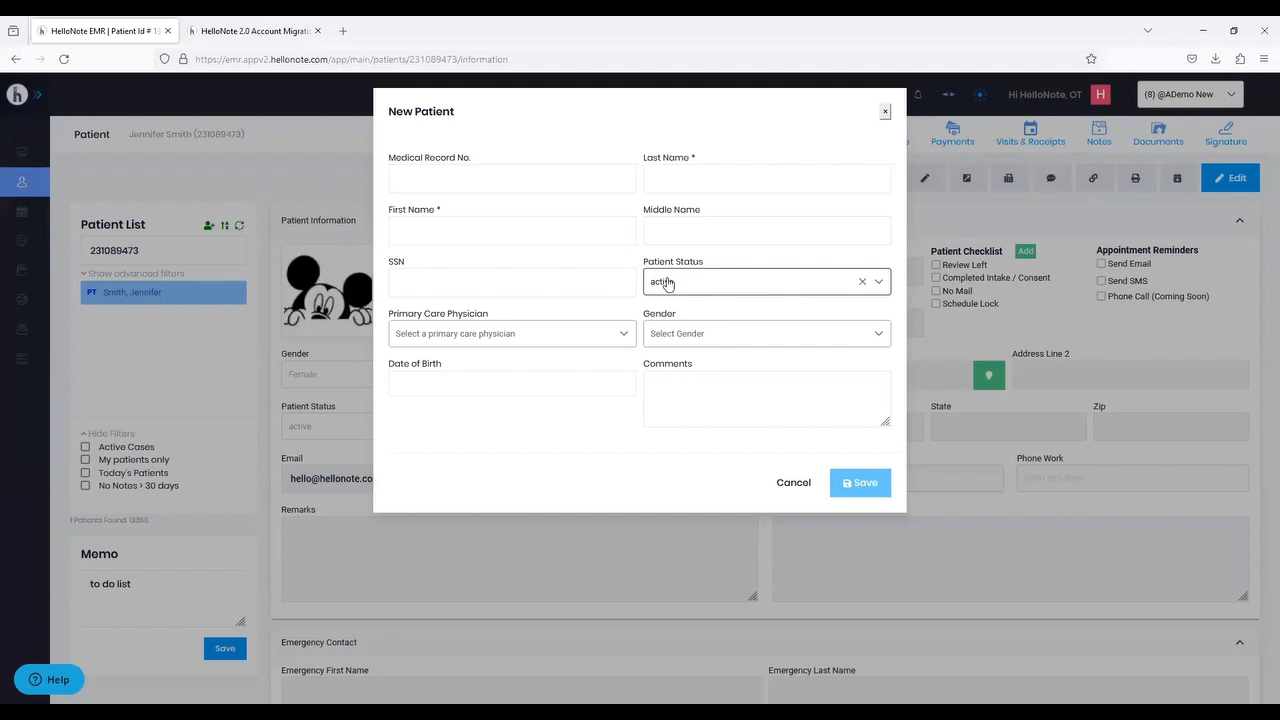 HelloNote EMR | Patient Id # 13
HelloNote 2.0 Account Migrati
https://emr.appv2.hellonote.com/app/main/patients/231089473/information
Hi HelloNote, OT
H
(8) @ADemo New
Patient
Jennifer Smith (231089473)
Payments
Visits & Receipts
Notes
Documents
Signature
Edit
Patient List
231089473
Show advanced filters
PT Smith, Jennifer
Hide Filters
Active Cases
My patients only
Today's Patients
No Notes > 30 days
Memo
to do list
Save
Help
Patient Information
Gender
Female
Patient Status
active
Email
hello@hellonote.co
Remarks
Emergency Contact
Emergency First Name
Emergency Last Name
New Patient
Medical Record No.
Last Name *
First Name *
Middle Name
SSN
Patient Status
active
Primary Care Physician
Select a primary care physician
Gender
Select Gender
Date of Birth
Comments
Cancel
Save
Patient Checklist
Add
Review Left
Completed Intake / Consent
No Mail
Schedule Lock
Appointment Reminders
Send Email
Send SMS
Phone Call (Coming Soon)
Address Line 2
State
Zip
Phone Work
(999) 999-9999